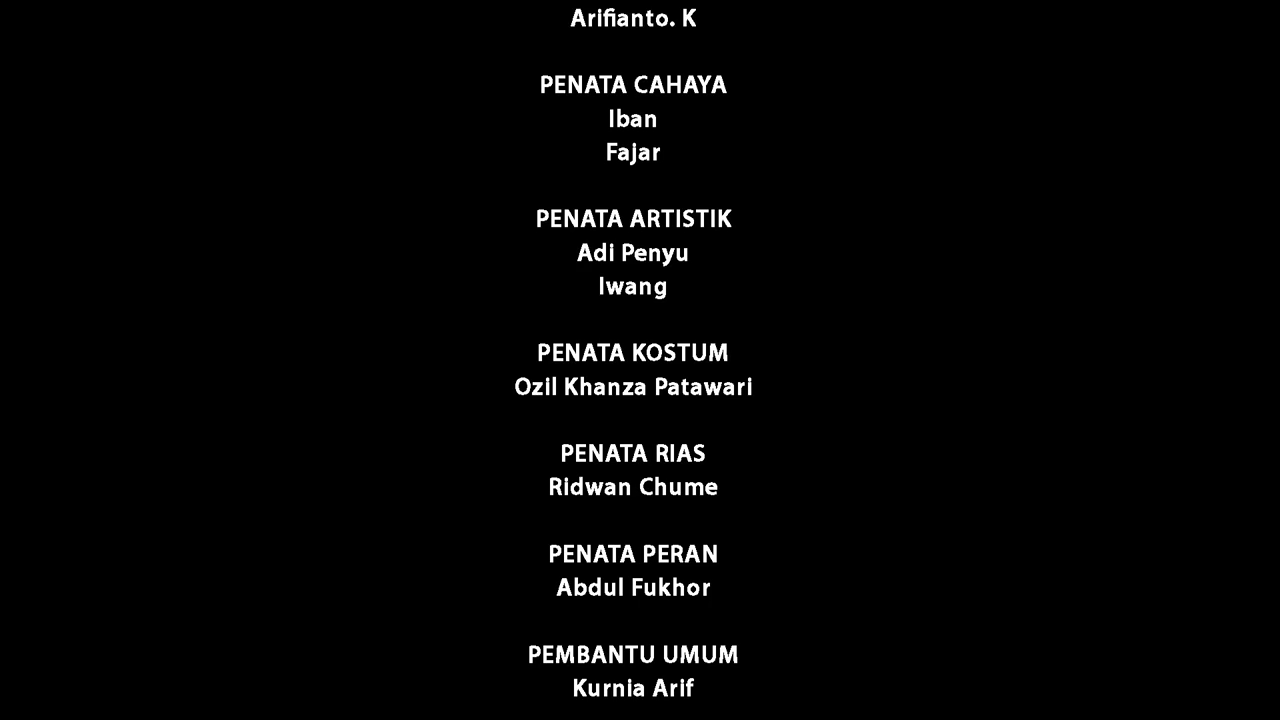 Arifianto. K
PENATA CAHAYA
Iban
Fajar
PENATA ARTISTIK
Adi Penyu
Iwang
PENATA KOSTUM
Ozil Khanza Patawari
PENATA RIAS
Ridwan Chume
PENATA PERAN
Abdul Fukhor
PEMBANTU UMUM
Kurnia Arif